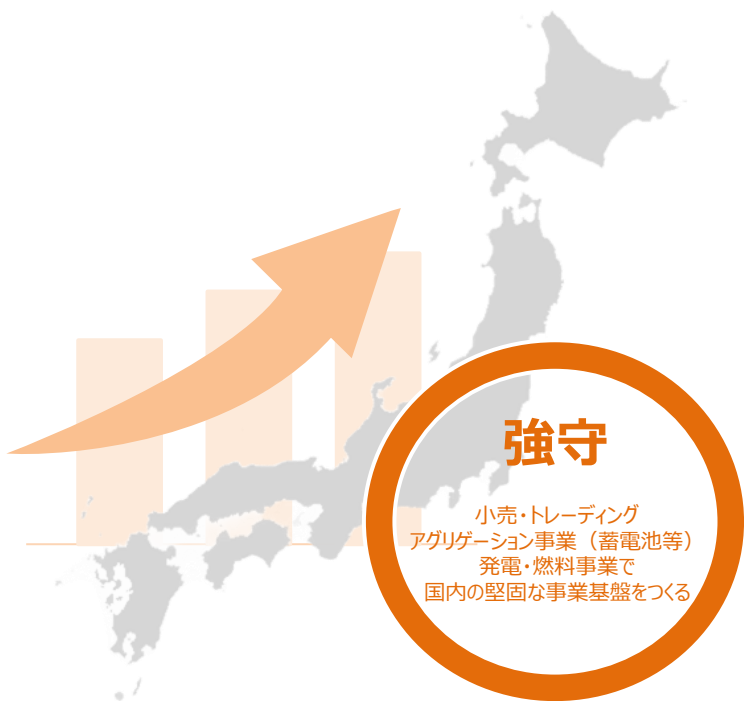 強守
小売・トレーディング
アグリゲーション事業（蓄電池等）
発電・燃料事業で
国内の堅固な事業基盤をつくる